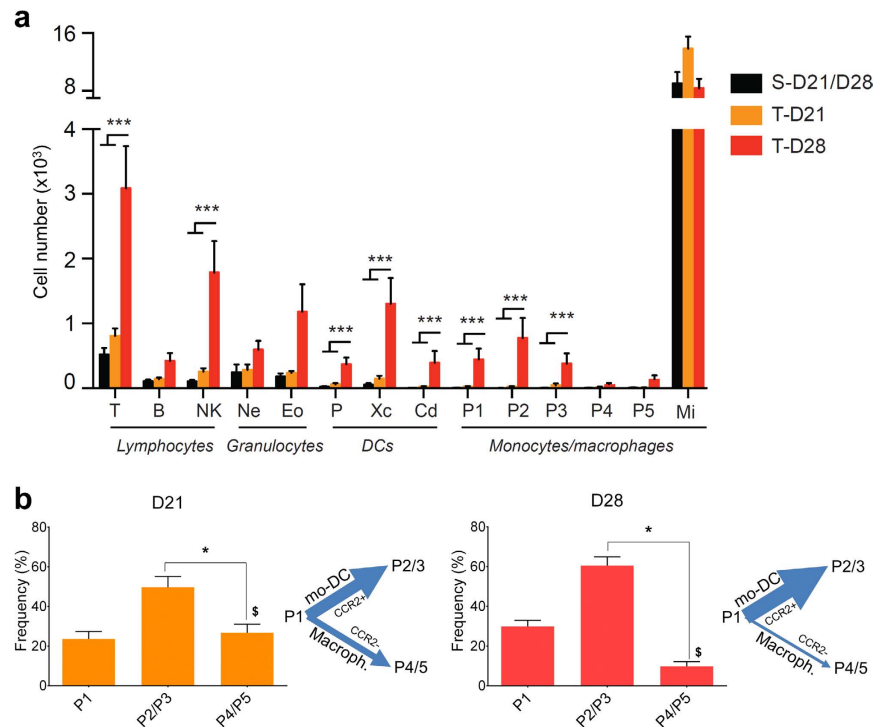 a
16
8
4
3
2
1
0
Cell number (x10³)
*** *** *** *** *** *** *** ***
S-D21/D28
T-D21
T-D28
T B NK Ne Eo P Xc Cd P1 P2 P3 P4 P5 Mi
Lymphocytes Granulocytes DCs Monocytes/macrophages
b
D21
Frequency (%)
80
60
40
20
0
*
$
P1 P2/P3 P4/P5
P1
mo-DC
CCR2+
P2/3
CCR2-
Macroph.
P4/5
D28
Frequency (%)
80
60
40
20
0
*
$
P1 P2/P3 P4/P5
P1
mo-DC
CCR2+
P2/3
CCR2-
Macroph.
P4/5